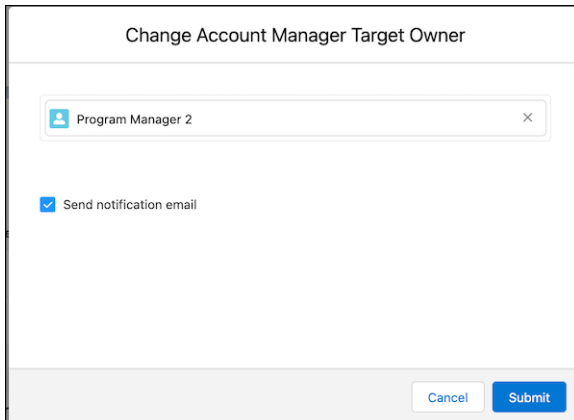 Change Account Manager Target Owner
Program Manager 2
Send notification email
Cancel Submit